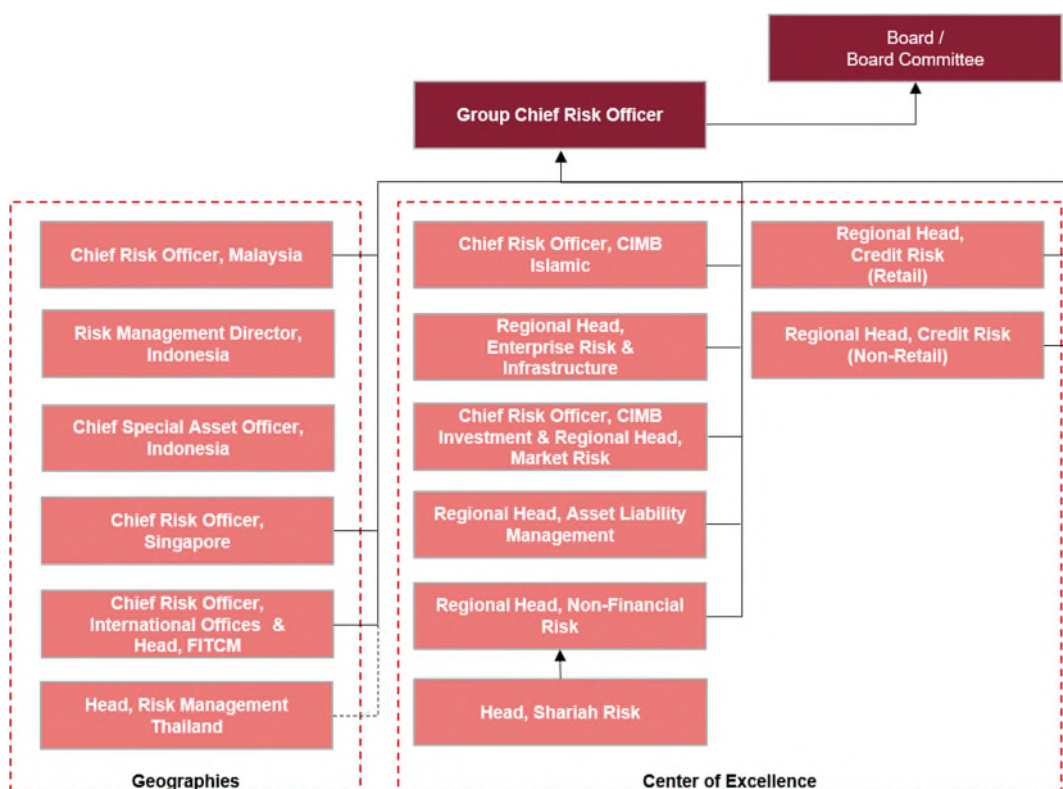 Board /
Board Committee
Group Chief Risk Officer
Chief Risk Officer, Malaysia
Risk Management Director,
Indonesia
Chief Special Asset Officer,
Indonesia
Chief Risk Officer,
Singapore
Chief Risk Officer,
International Offices &
Head, FITCM
Head, Risk Management
Thailand
Geographies
Chief Risk Officer, CIMB
Islamic
Regional Head,
Enterprise Risk &
Infrastructure
Chief Risk Officer, CIMB
Investment & Regional Head,
Market Risk
Regional Head, Asset Liability
Management
Regional Head, Non-Financial
Risk
Head, Shariah Risk
Regional Head,
Credit Risk
(Retail)
Regional Head, Credit Risk
(Non-Retail)
Center of Excellence